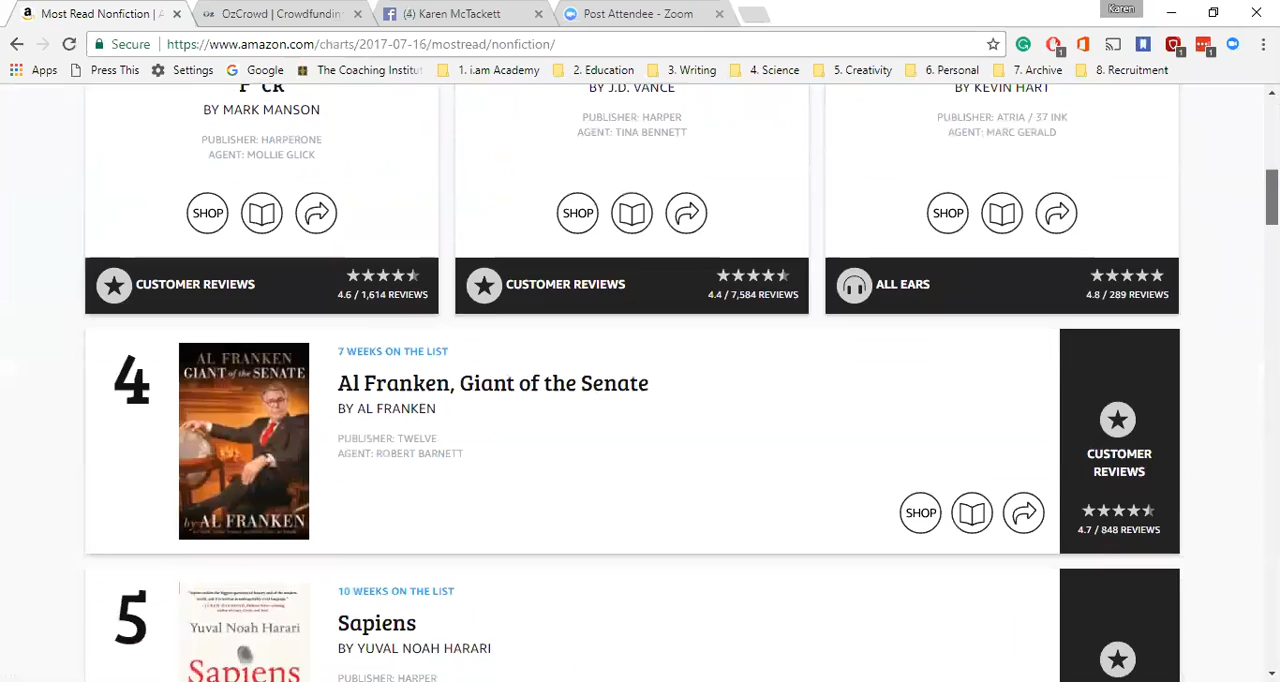 Most Read Nonfiction | A
OzCrowd | Crowdfundin
(4) Karen McTackett
Post Attendee - Zoom
Karen
Secure
https://www.amazon.com/charts/2017-07-16/mostread/nonfiction/
Apps
Press This
Settings
Google
The Coaching Institut
1. i.am Academy
2. Education
3. Writing
4. Science
5. Creativity
6. Personal
7. Archive
8. Recruitment
F*CK
BY MARK MANSON
PUBLISHER: HARPERONE
AGENT: MOLLIE GLICK
SHOP
CUSTOMER REVIEWS
4.6 / 1,614 REVIEWS
BY J.D. VANCE
PUBLISHER: HARPER
AGENT: TINA BENNETT
SHOP
CUSTOMER REVIEWS
4.4 / 7,584 REVIEWS
BY KEVIN HART
PUBLISHER: ATRIA / 37 INK
AGENT: MARC GERALD
SHOP
ALL EARS
4.8 / 289 REVIEWS
4
AL FRANKEN
GIANT of the SENATE
by AL FRANKEN
7 WEEKS ON THE LIST
Al Franken, Giant of the Senate
BY AL FRANKEN
PUBLISHER: TWELVE
AGENT: ROBERT BARNETT
SHOP
CUSTOMER
REVIEWS
4.7 / 848 REVIEWS
5
Yuval Noah Harari
Sapiens
10 WEEKS ON THE LIST
Sapiens
BY YUVAL NOAH HARARI
PUBLISHER: HARPER